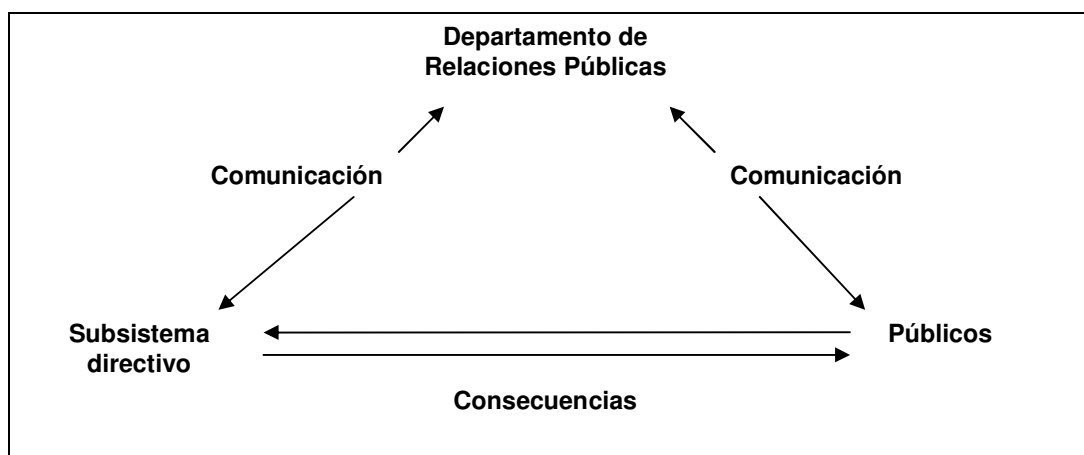 Departamento de
Relaciones Públicas
Comunicación
Comunicación
Subsistema
directivo
Públicos
Consecuencias